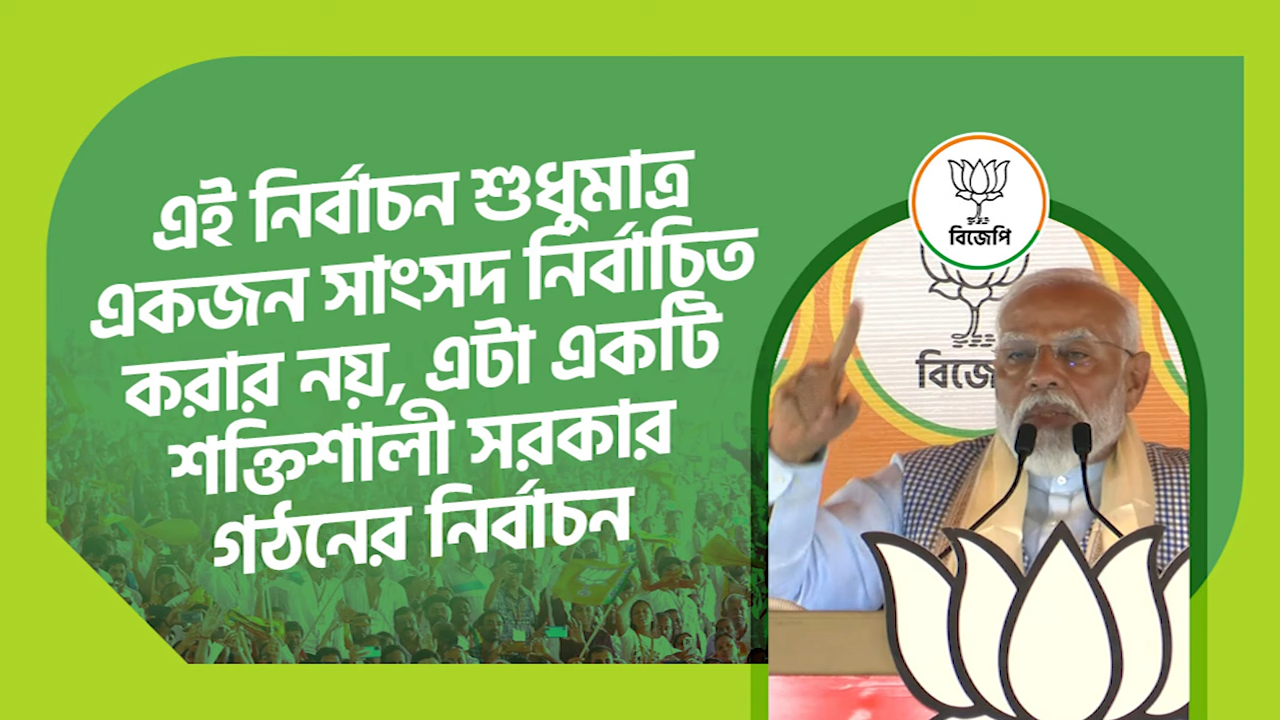 এই নির্বাচন শুধুমাত্র
একজন সাংসদ নির্বাচিত
করার নয়, এটা একটি
শক্তিশালী সরকার
গঠনের নির্বাচন
বিজেপি
বিজে